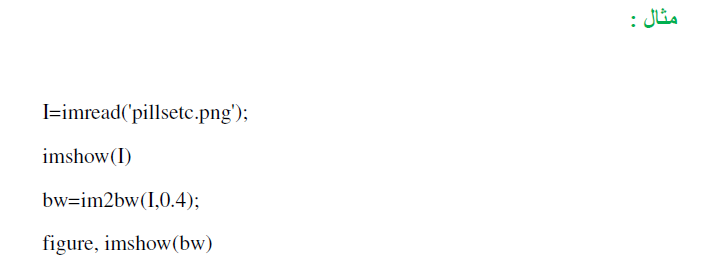 مثال :
I=imread('pillsetc.png');
imshow(I)
bw=im2bw(I,0.4);
figure, imshow(bw)